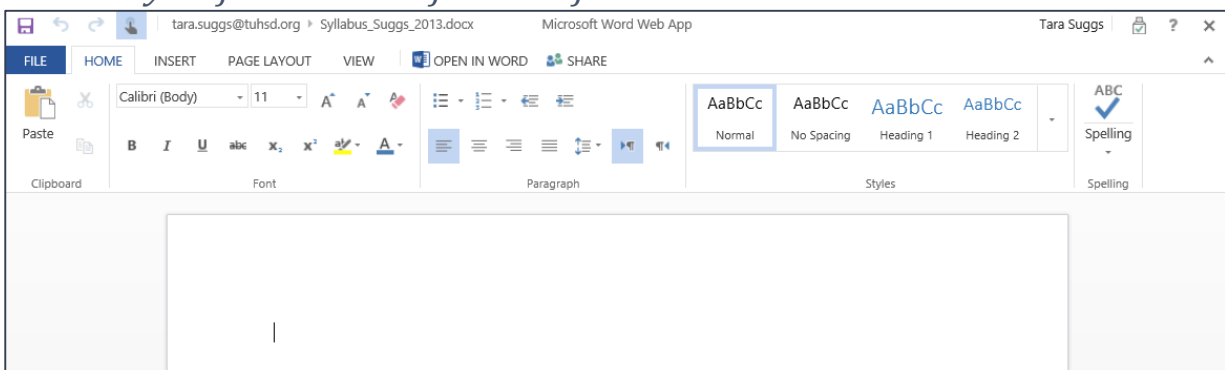 tara.suggs@tuhsd.org ▸ Syllabus_Suggs_2013.docx Microsoft Word Web App Tara Suggs ?
FILE HOME INSERT PAGE LAYOUT VIEW OPEN IN WORD SHARE
Calibri (Body) 11 A A AaBbCc AaBbCc AaBbCc AaBbCc ABC
Paste B I U abc x₂ x² aby A Normal No Spacing Heading 1 Heading 2 Spelling
Clipboard Font Paragraph Styles Spelling